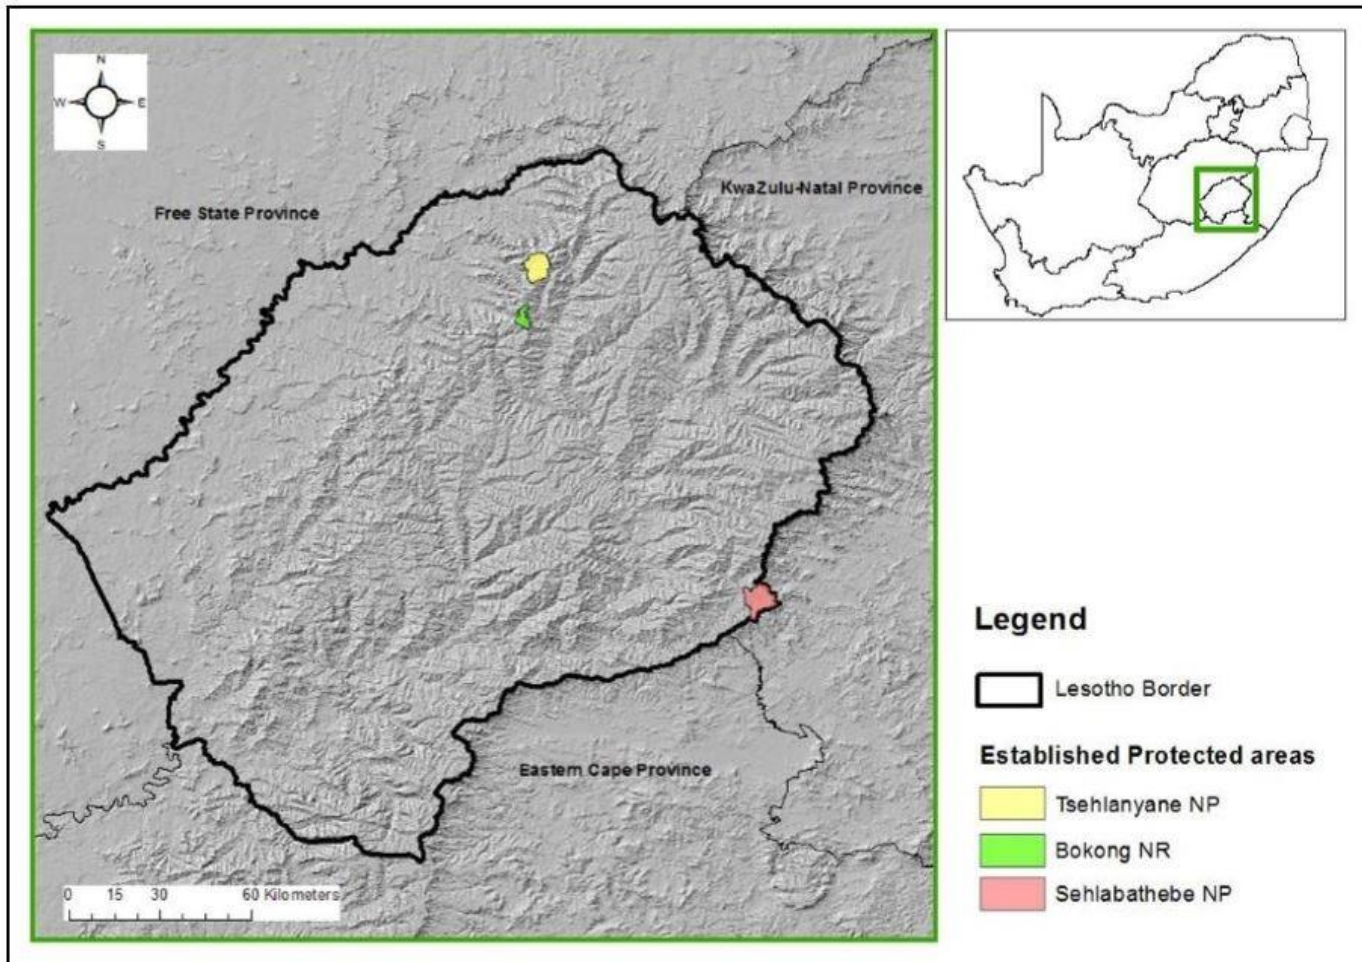 N
W E
S
Free State Province
KwaZulu-Natal Province
Eastern Cape Province
0 15 30 60 Kilometers
Legend
Lesotho Border
Established Protected areas
Tsehlanyane NP
Bokong NR
Sehlabathebe NP